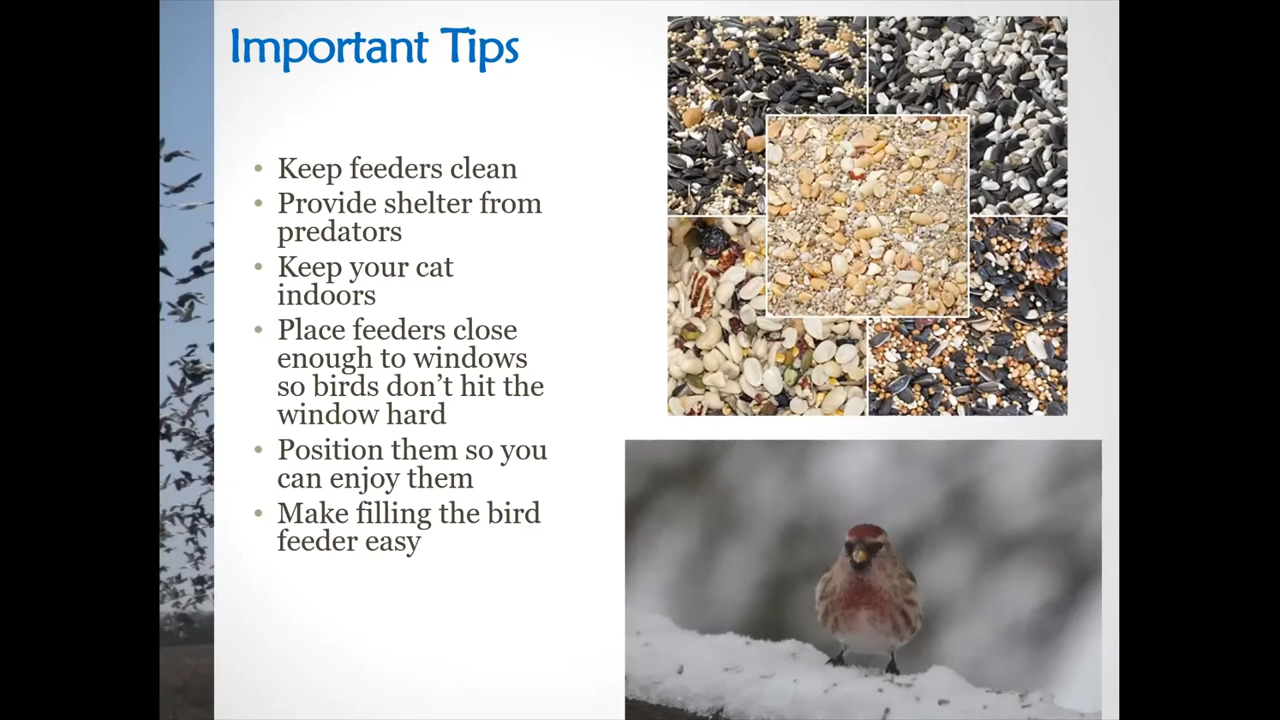 Important Tips
• Keep feeders clean
• Provide shelter from
predators
• Keep your cat
indoors
• Place feeders close
enough to windows
so birds don’t hit the
window hard
• Position them so you
can enjoy them
• Make filling the bird
feeder easy